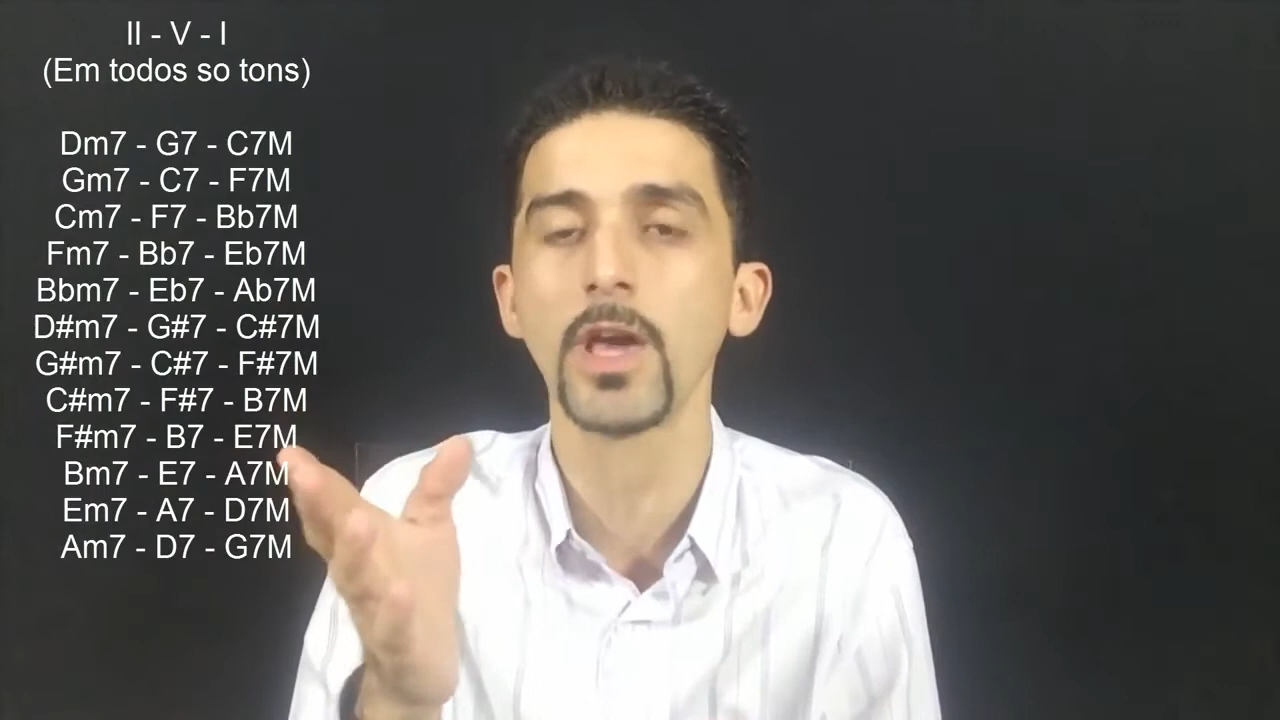 II - V - I
(Em todos so tons)
Dm7 - G7 - C7M
Gm7 - C7 - F7M
Cm7 - F7 - Bb7M
Fm7 - Bb7 - Eb7M
Bbm7 - Eb7 - Ab7M
D#m7 - G#7 - C#7M
G#m7 - C#7 - F#7M
C#m7 - F#7 - B7M
F#m7 - B7 - E7M
Bm7 - E7 - A7M
Em7 - A7 - D7M
Am7 - D7 - G7M